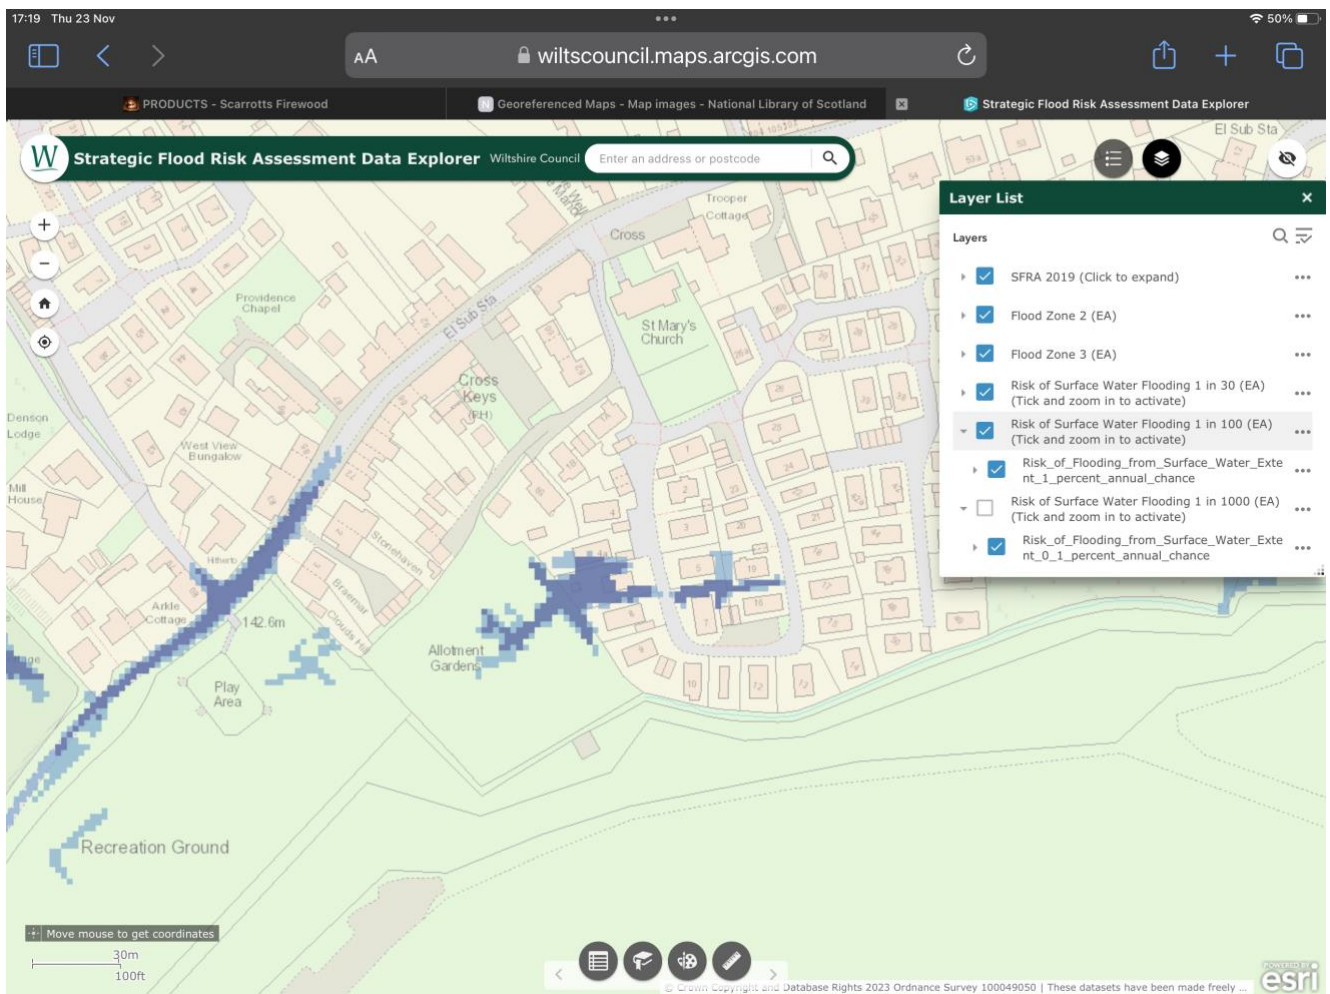 17:19 Thu 23 Nov
50%
AA
wiltscouncil.maps.arcgis.com
PRODUCTS - Scarrotts Firewood
N
Georeferenced Maps - Map images - National Library of Scotland
Strategic Flood Risk Assessment Data Explorer
W
Strategic Flood Risk Assessment Data Explorer
Wiltshire Council
Enter an address or postcode
El Sub Sta
Layer List
Layers
SFRA 2019 (Click to expand)
Flood Zone 2 (EA)
Flood Zone 3 (EA)
Risk of Surface Water Flooding 1 in 30 (EA)
(Tick and zoom in to activate)
Risk of Surface Water Flooding 1 in 100 (EA)
(Tick and zoom in to activate)
Risk_of_Flooding_from_Surface_Water_Exte
nt_1_percent_annual_chance
Risk of Surface Water Flooding 1 in 1000 (EA)
(Tick and zoom in to activate)
Risk_of_Flooding_from_Surface_Water_Exte
nt_0_1_percent_annual_chance
Trooper
Cottage
Cross
Providence
Chapel
El Sub Sta
St Mary's
Church
Cross
Keys
(PH)
Denson
Lodge
West View
Bungalow
Mill
House
Stonehaven
Braemar
Clouds Hill
Arkle
Cottage
142.6m
Allotment
Gardens
Play
Area
10
12
Recreation Ground
Move mouse to get coordinates
30m
100ft
© Crown Copyright and Database Rights 2023 Ordnance Survey 100049050 | These datasets have been made freely ...
POWERED BY
esri